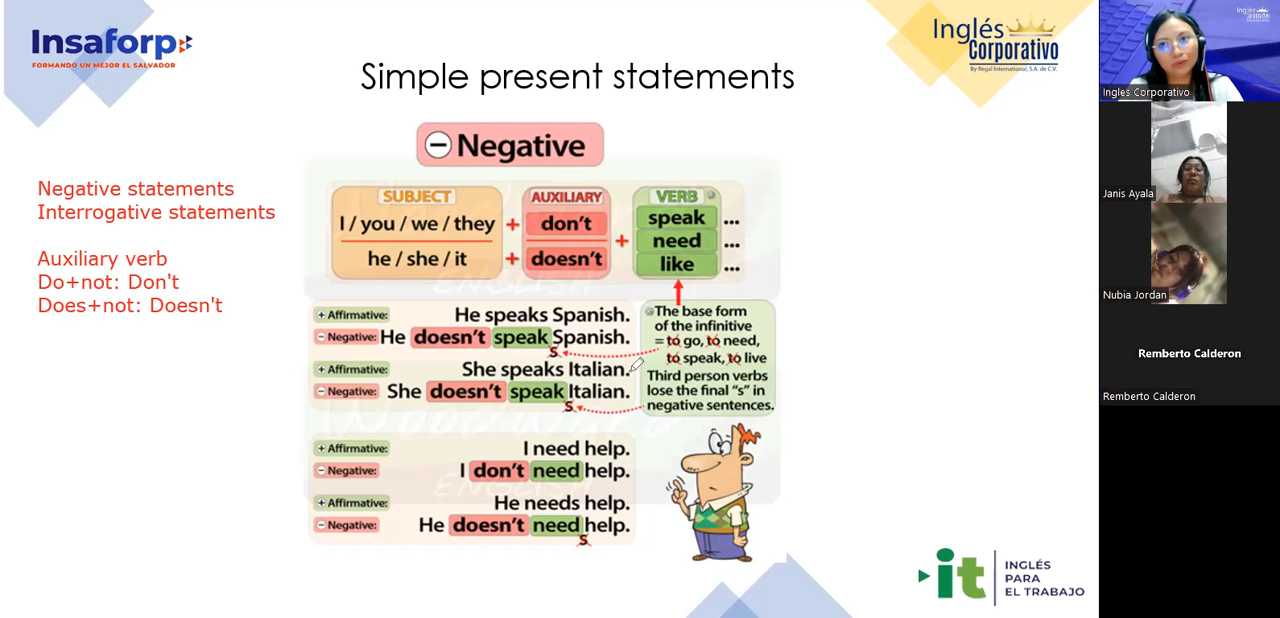 Insaforp
FORMANDO UN MEJOR EL SALVADOR
Inglés
Corporativo
By Regal International, S.A. de C.V.
Simple present statements
Negative statements
Interrogative statements
Auxiliary verb
Do+not: Don't
Does+not: Doesn't
− Negative
SUBJECT AUXILIARY VERB
I / you / we / they + don't + speak ...
need ...
he / she / it + doesn't like ...
+ Affirmative: He speaks Spanish.
− Negative: He doesn't speak Spanish.
s
+ Affirmative: She speaks Italian.
− Negative: She doesn't speak Italian.
s
The base form
of the infinitive
= to go, to need,
to speak, to live
Third person verbs
lose the final “s” in
negative sentences.
+ Affirmative: I need help.
− Negative: I don't need help.
+ Affirmative: He needs help.
− Negative: He doesn't need help.
s
ENGLISH
it
INGLÉS
PARA
EL TRABAJO
Ingles Corporativo
Janis Ayala
Nubia Jordan
Remberto Calderon
Remberto Calderon